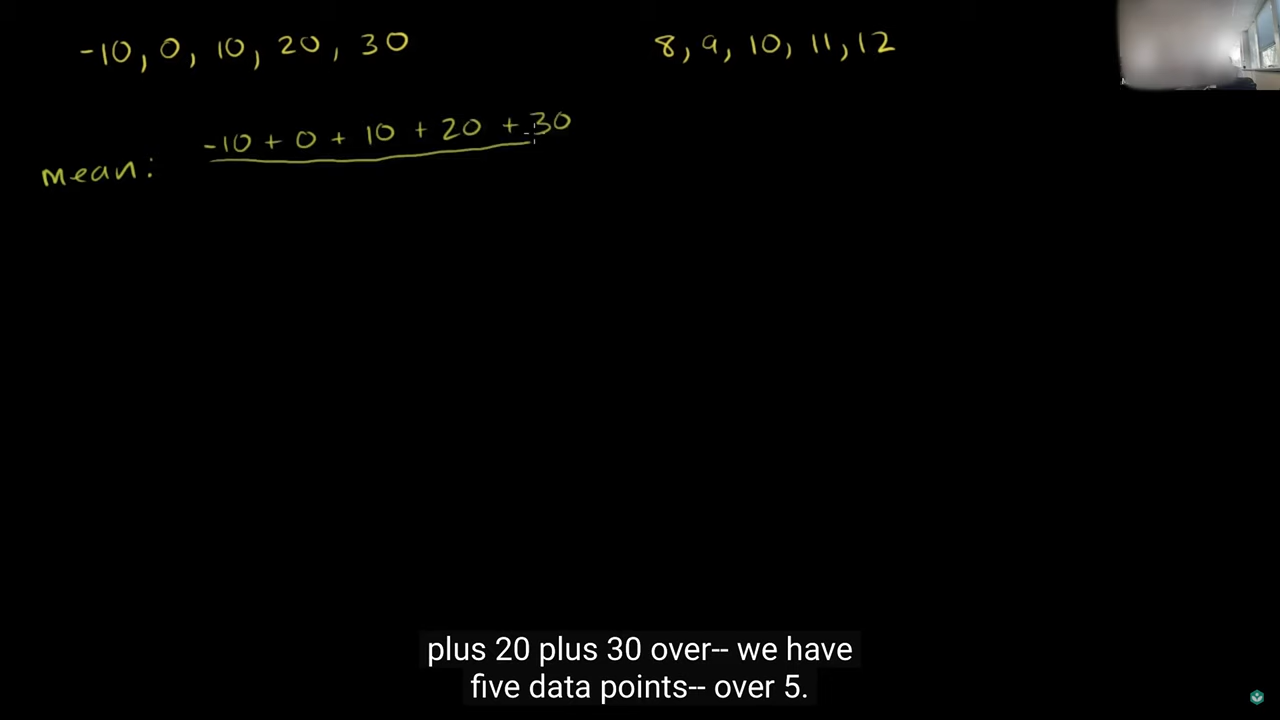 -10, 0, 10, 20, 30
8, 9, 10, 11, 12
-10 + 0 + 10 + 20 + 30
mean:
plus 20 plus 30 over-- we have
five data points-- over 5.